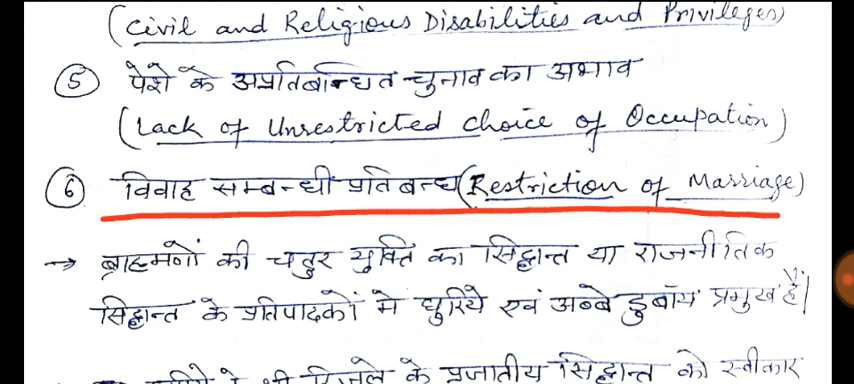 (Civil and Religious Disabilities and Privileges)
⑤ पेशे के अप्रतिबन्धित चुनाव का अभाव
(Lack of Unrestricted choice of Occupation)
⑥ विवाह सम्बन्धी प्रतिबन्ध (Restriction of Marriage)
→ ब्राह्मणों की चतुर युक्ति का सिद्धान्त या राजनीतिक
सिद्धान्त के प्रतिपादकों में घुरिये एवं अब्बे डुबॉय प्रमुख हैं।
के प्रजातीय सिद्धान्त को स्वीकार